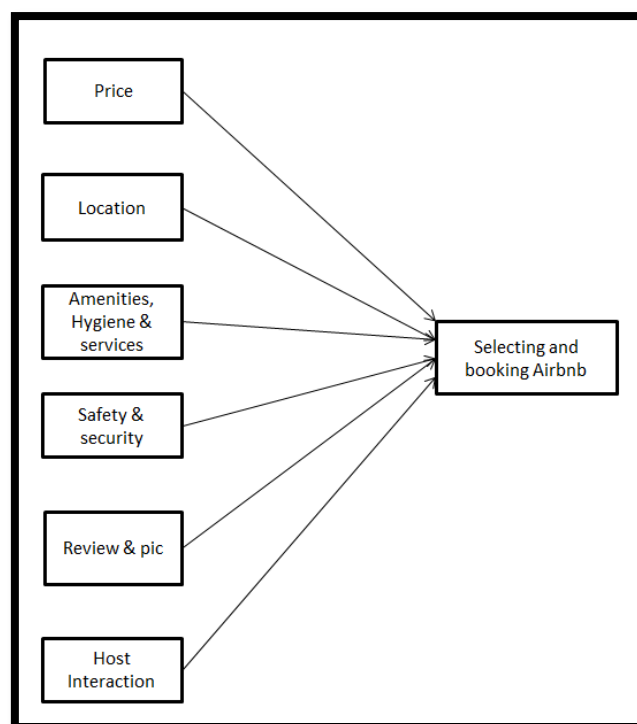 Price
Location
Amenities,
Hygiene &
services
Selecting and
booking Airbnb
Safety &
security
Review & pic
Host
Interaction